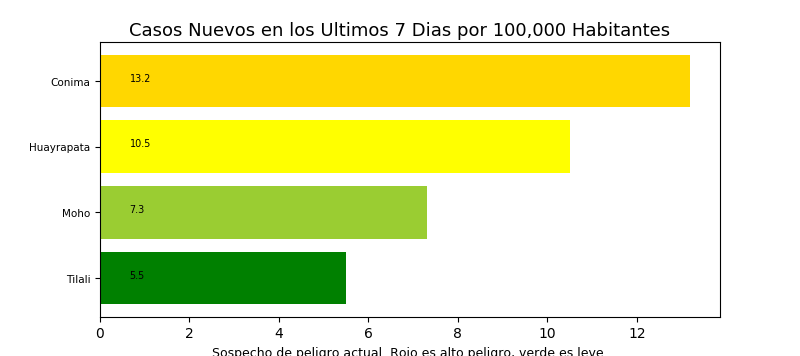 Casos Nuevos en los Ultimos 7 Dias por 100,000 Habitantes
Conima
13.2
Huayrapata
10.5
Moho
7.3
Tilali
5.5
0 2 4 6 8 10 12
Sospecho de peligro actual. Rojo es alto peligro, verde es leve